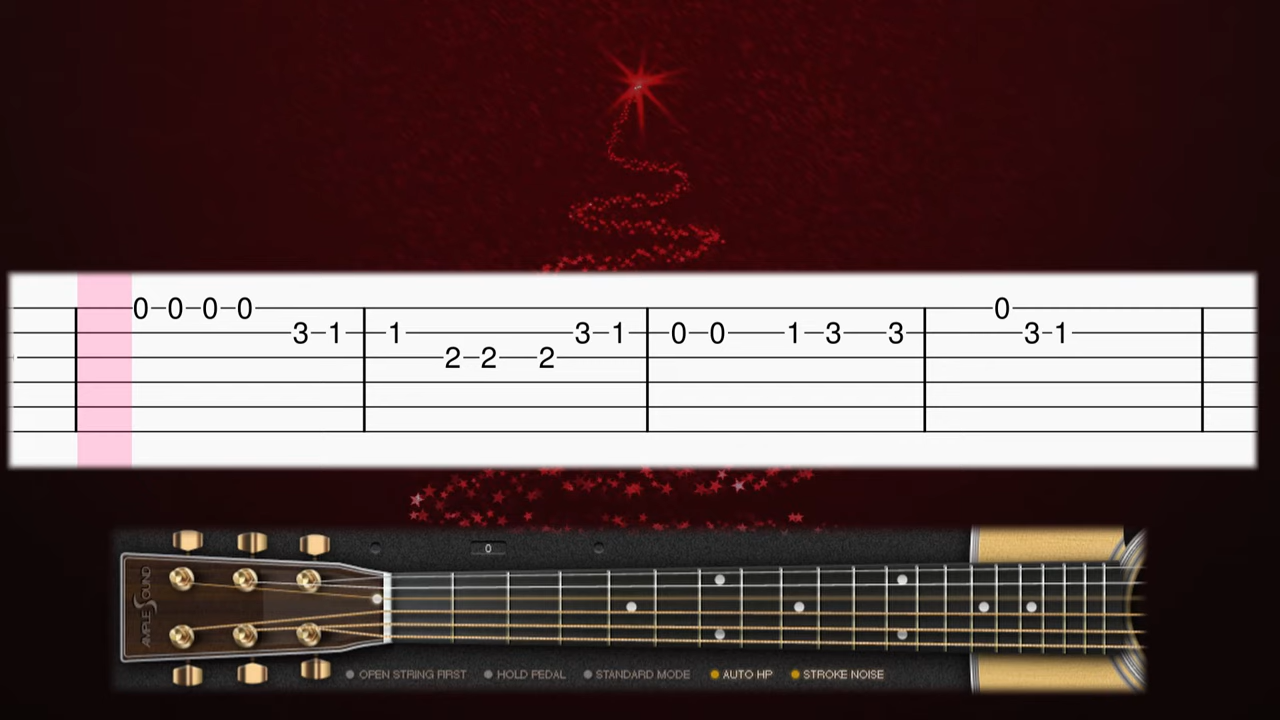 0-0-0-0 0
3-1 1 3-1 0-0 1-3 3 3-1
2-2 2
AMPLE SOUND
0
OPEN STRING FIRST HOLD PEDAL STANDARD MODE AUTO HP STROKE NOISE